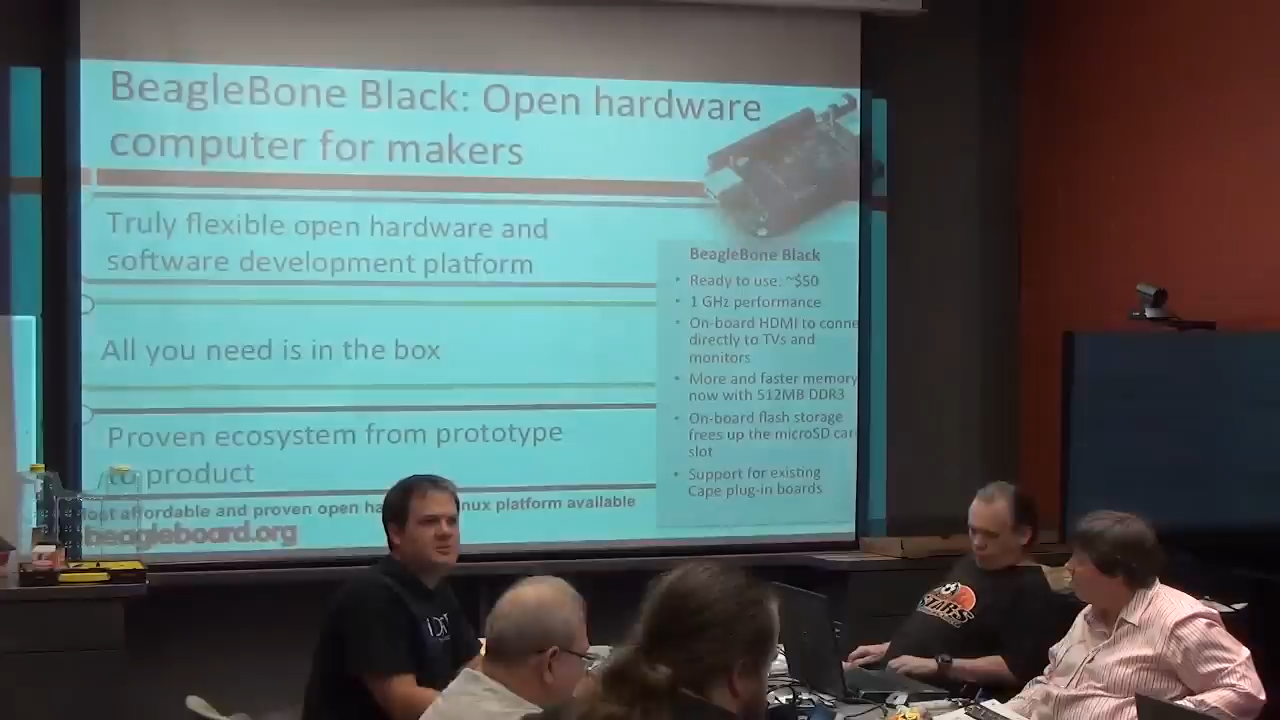 BeagleBone Black: Open hardware
computer for makers
Truly flexible open hardware and
software development platform
All you need is in the box
Proven ecosystem from prototype
to product
affordable and proven open platform available
beagleboard.org
BeagleBone Black
• Ready to use: ~$50
• 1 GHz performance
• On-board HDMI to conne
directly to TVs and
monitors
• More and faster memory
now with 512MB DDR3
• On-board flash storage
frees up the microSD car
slot
• Support for existing
Cape plug-in boards
STARS